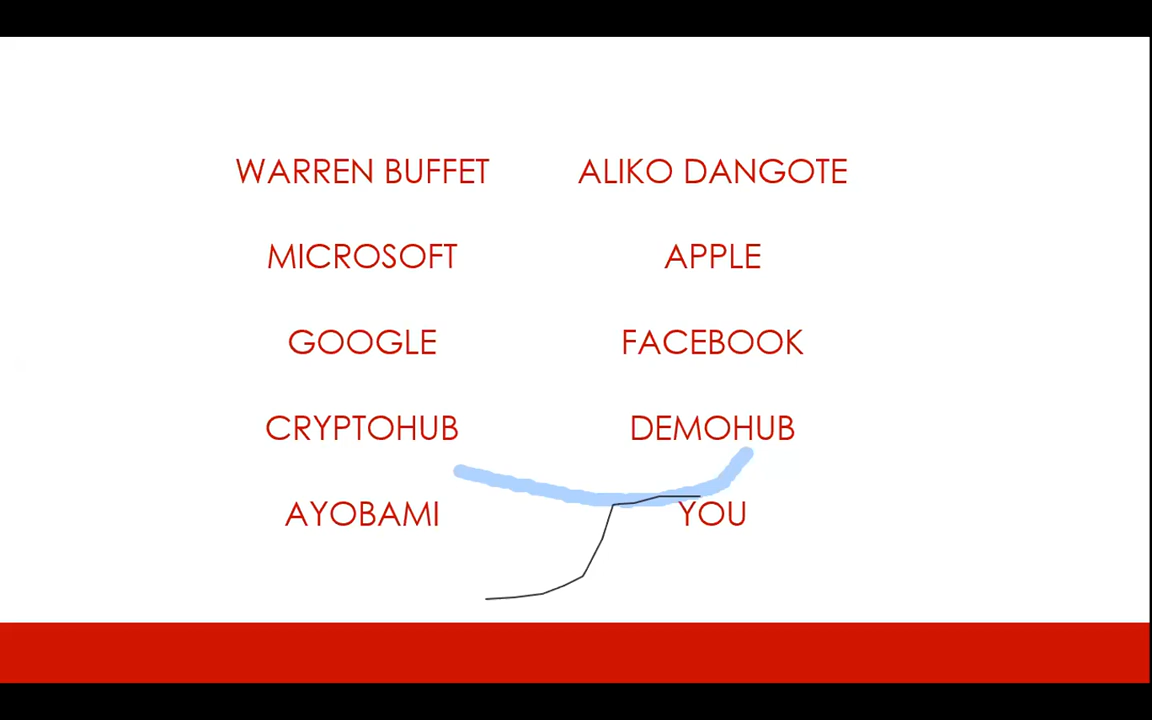 WARREN BUFFET ALIKO DANGOTE
MICROSOFT APPLE
GOOGLE FACEBOOK
CRYPTOHUB DEMOHUB
AYOBAMI YOU